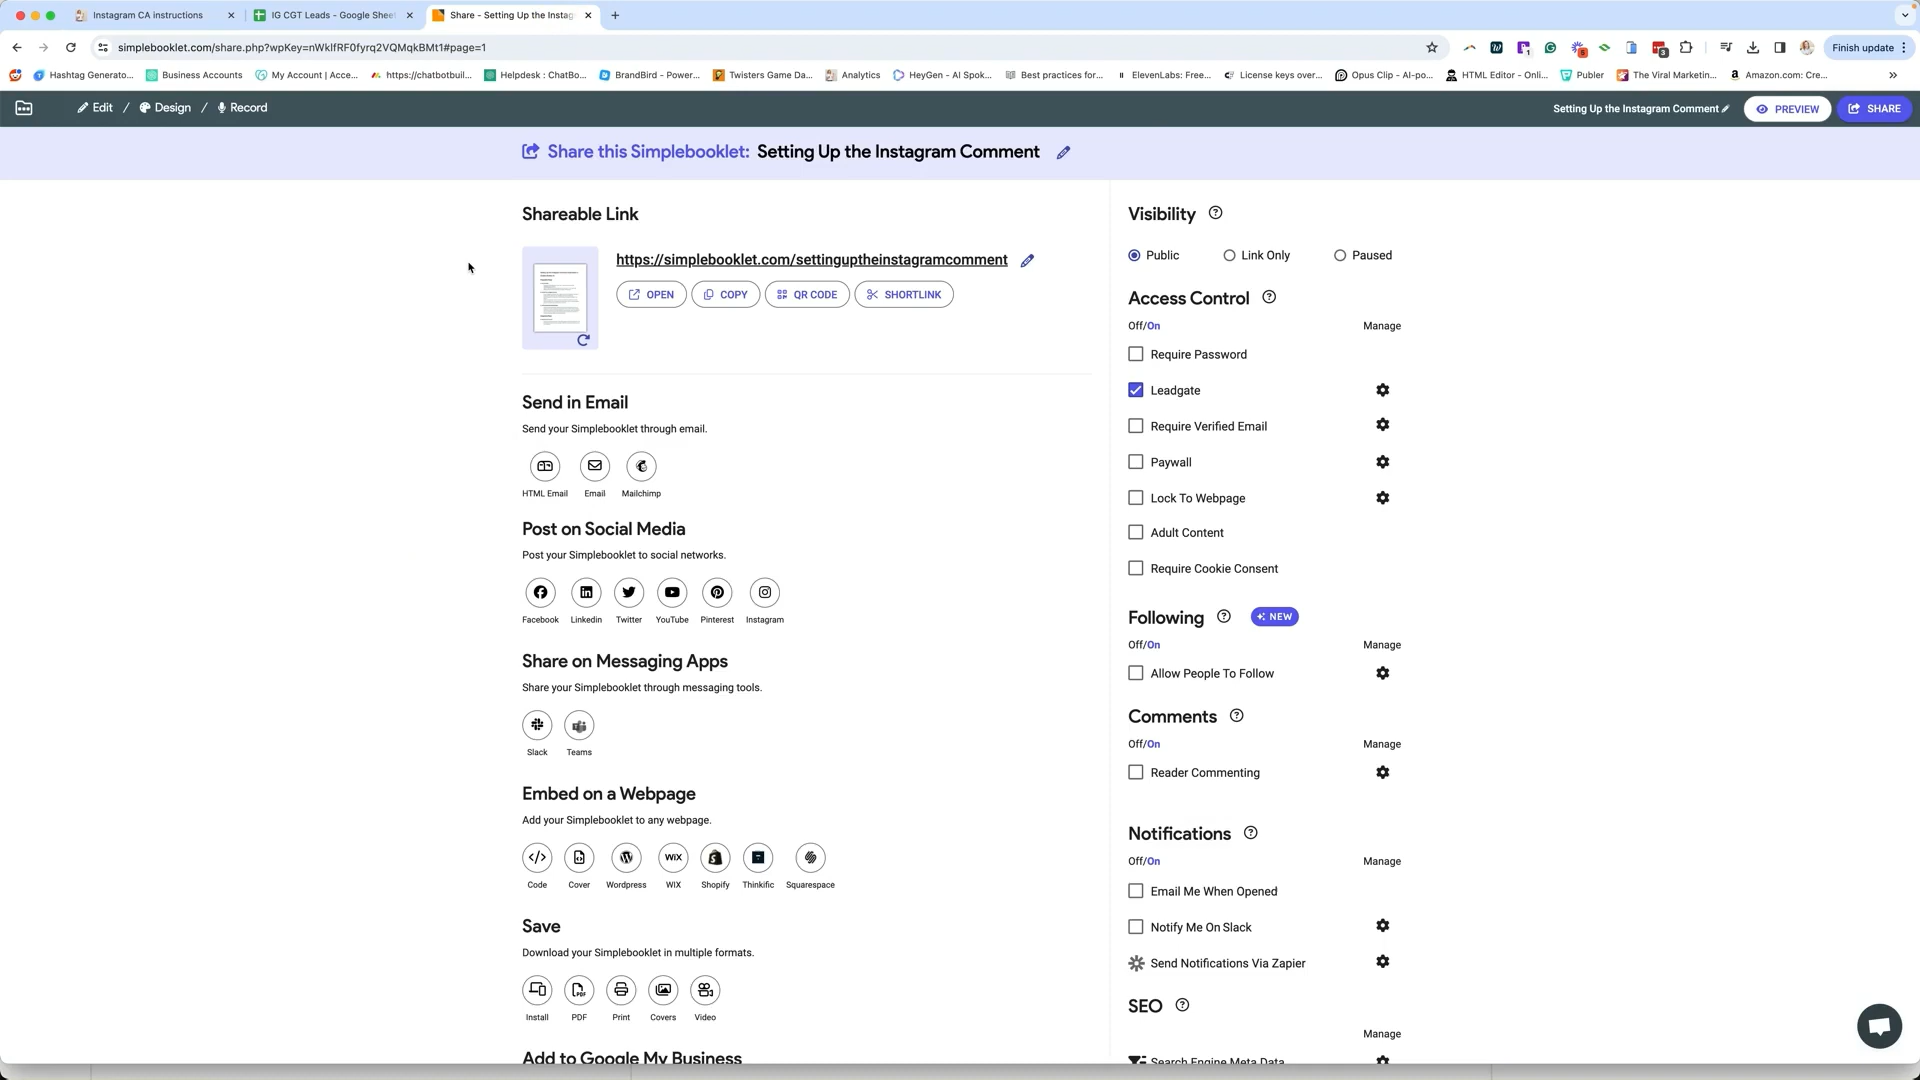 Instagram CA instructions
IG CGT Leads - Google Sheet
Share - Setting Up the Instag
simplebooklet.com/share.php?wpKey=nWklfRF0fyrq2VQMqkBMt1#page=1
Finish update
Hashtag Generato...
Business Accounts
My Account | Acce...
https://chatbotbuil...
Helpdesk : ChatBo...
BrandBird - Power...
Twisters Game Da...
Analytics
HeyGen - AI Spok...
Best practices for...
ElevenLabs: Free...
License keys over...
Opus Clip - AI-po...
HTML Editor - Onli...
Publer
The Viral Marketin...
Amazon.com: Cre...
Edit / Design / Record
Setting Up the Instagram Comment
PREVIEW
SHARE
Share this Simplebooklet: Setting Up the Instagram Comment
Shareable Link
https://simplebooklet.com/settinguptheinstagramcomment
OPEN
COPY
QR CODE
SHORTLINK
Send in Email
Send your Simplebooklet through email.
HTML Email
Email
Mailchimp
Post on Social Media
Post your Simplebooklet to social networks.
Facebook
Linkedin
Twitter
YouTube
Pinterest
Instagram
Share on Messaging Apps
Share your Simplebooklet through messaging tools.
Slack
Teams
Embed on a Webpage
Add your Simplebooklet to any webpage.
WiX
Code
Cover
Wordpress
WIX
Shopify
Thinkific
Squarespace
Save
Download your Simplebooklet in multiple formats.
PDF
Install
PDF
Print
Covers
Video
Add to Google My Business
Visibility
Public
Link Only
Paused
Access Control
Off/On
Manage
Require Password
Leadgate
Require Verified Email
Paywall
Lock To Webpage
Adult Content
Require Cookie Consent
Following
NEW
Off/On
Manage
Allow People To Follow
Comments
Off/On
Manage
Reader Commenting
Notifications
Off/On
Manage
Email Me When Opened
Notify Me On Slack
Send Notifications Via Zapier
SEO
Manage
Search Engine Meta Data